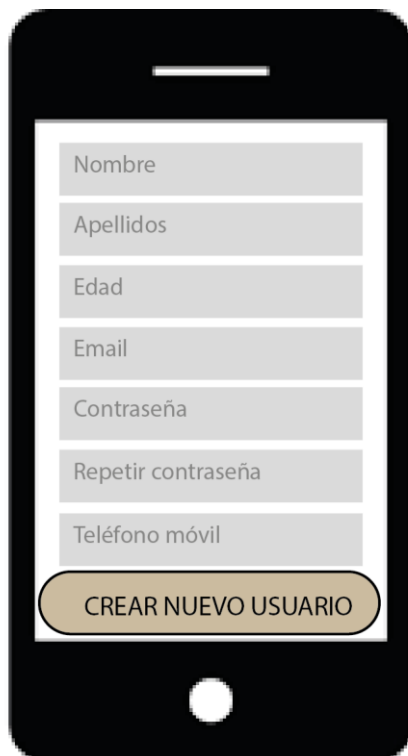 Nombre
Apellidos
Edad
Email
Contraseña
Repetir contraseña
Teléfono móvil
CREAR NUEVO USUARIO